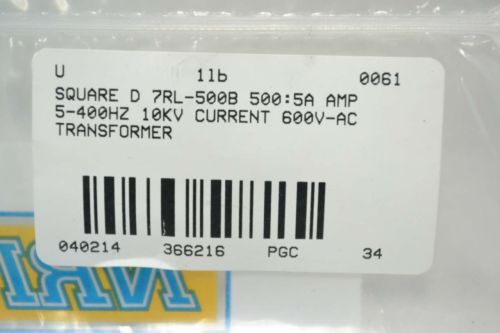 U 1lb 0061
SQUARE D 7RL-500B 500:5A AMP
5-400HZ 10KV CURRENT 600V-AC
TRANSFORMER
040214 366216 PGC 34
NRI